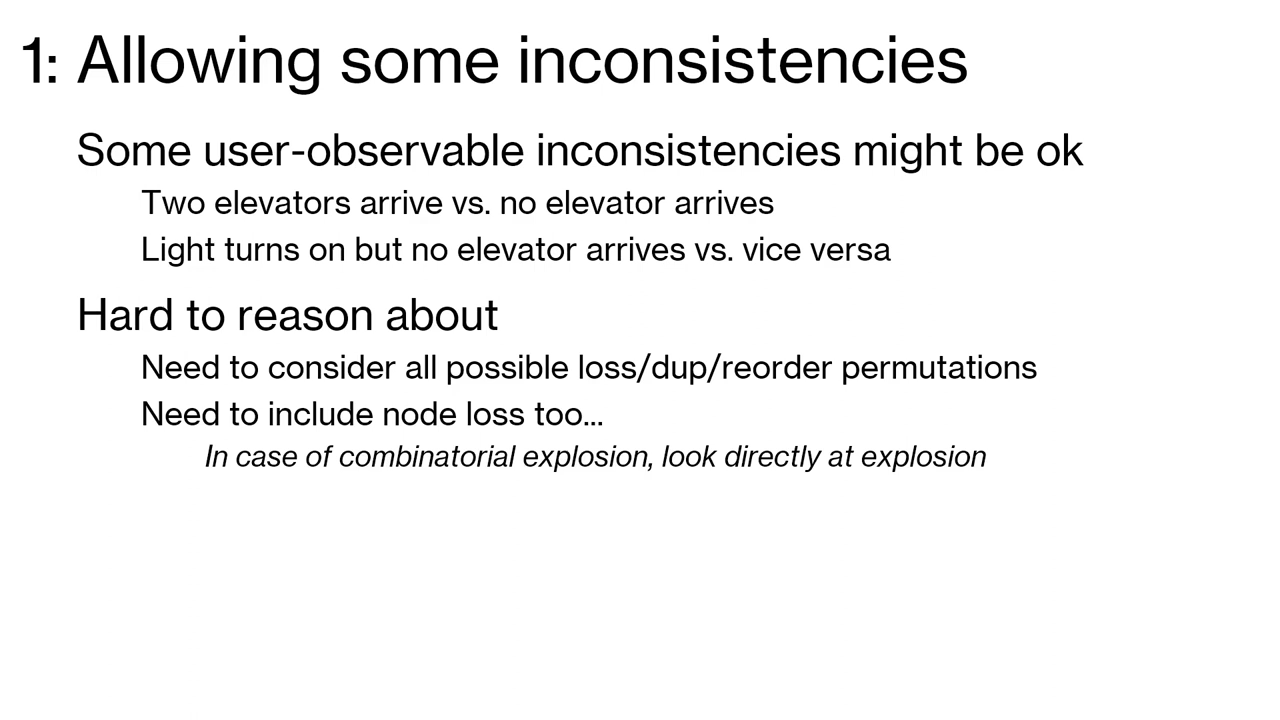 1: Allowing some inconsistencies
Some user-observable inconsistencies might be ok
Two elevators arrive vs. no elevator arrives
Light turns on but no elevator arrives vs. vice versa
Hard to reason about
Need to consider all possible loss/dup/reorder permutations
Need to include node loss too...
In case of combinatorial explosion, look directly at explosion